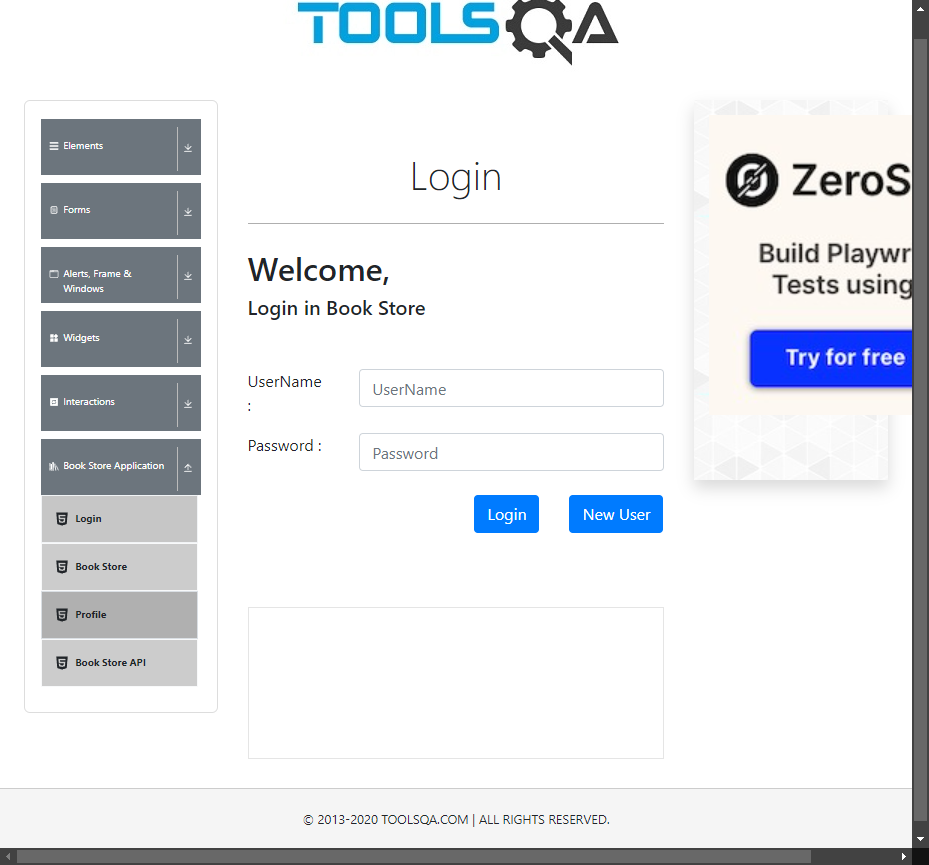 TOOLSQA
Elements
Forms
Alerts, Frame &
Windows
Widgets
Interactions
Book Store Application
Login
Book Store
Profile
Book Store API
Login
Welcome,
Login in Book Store
UserName
:
UserName
Password :
Password
Login
New User
ZeroS
Build Playwr
Tests using
Try for free
© 2013-2020 TOOLSQA.COM | ALL RIGHTS RESERVED.